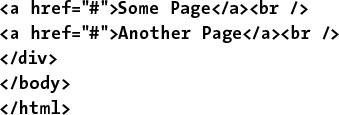 <a href="#">Some Page</a><br />
<a href="#">Another Page</a><br />
</div>
</body>
</html>